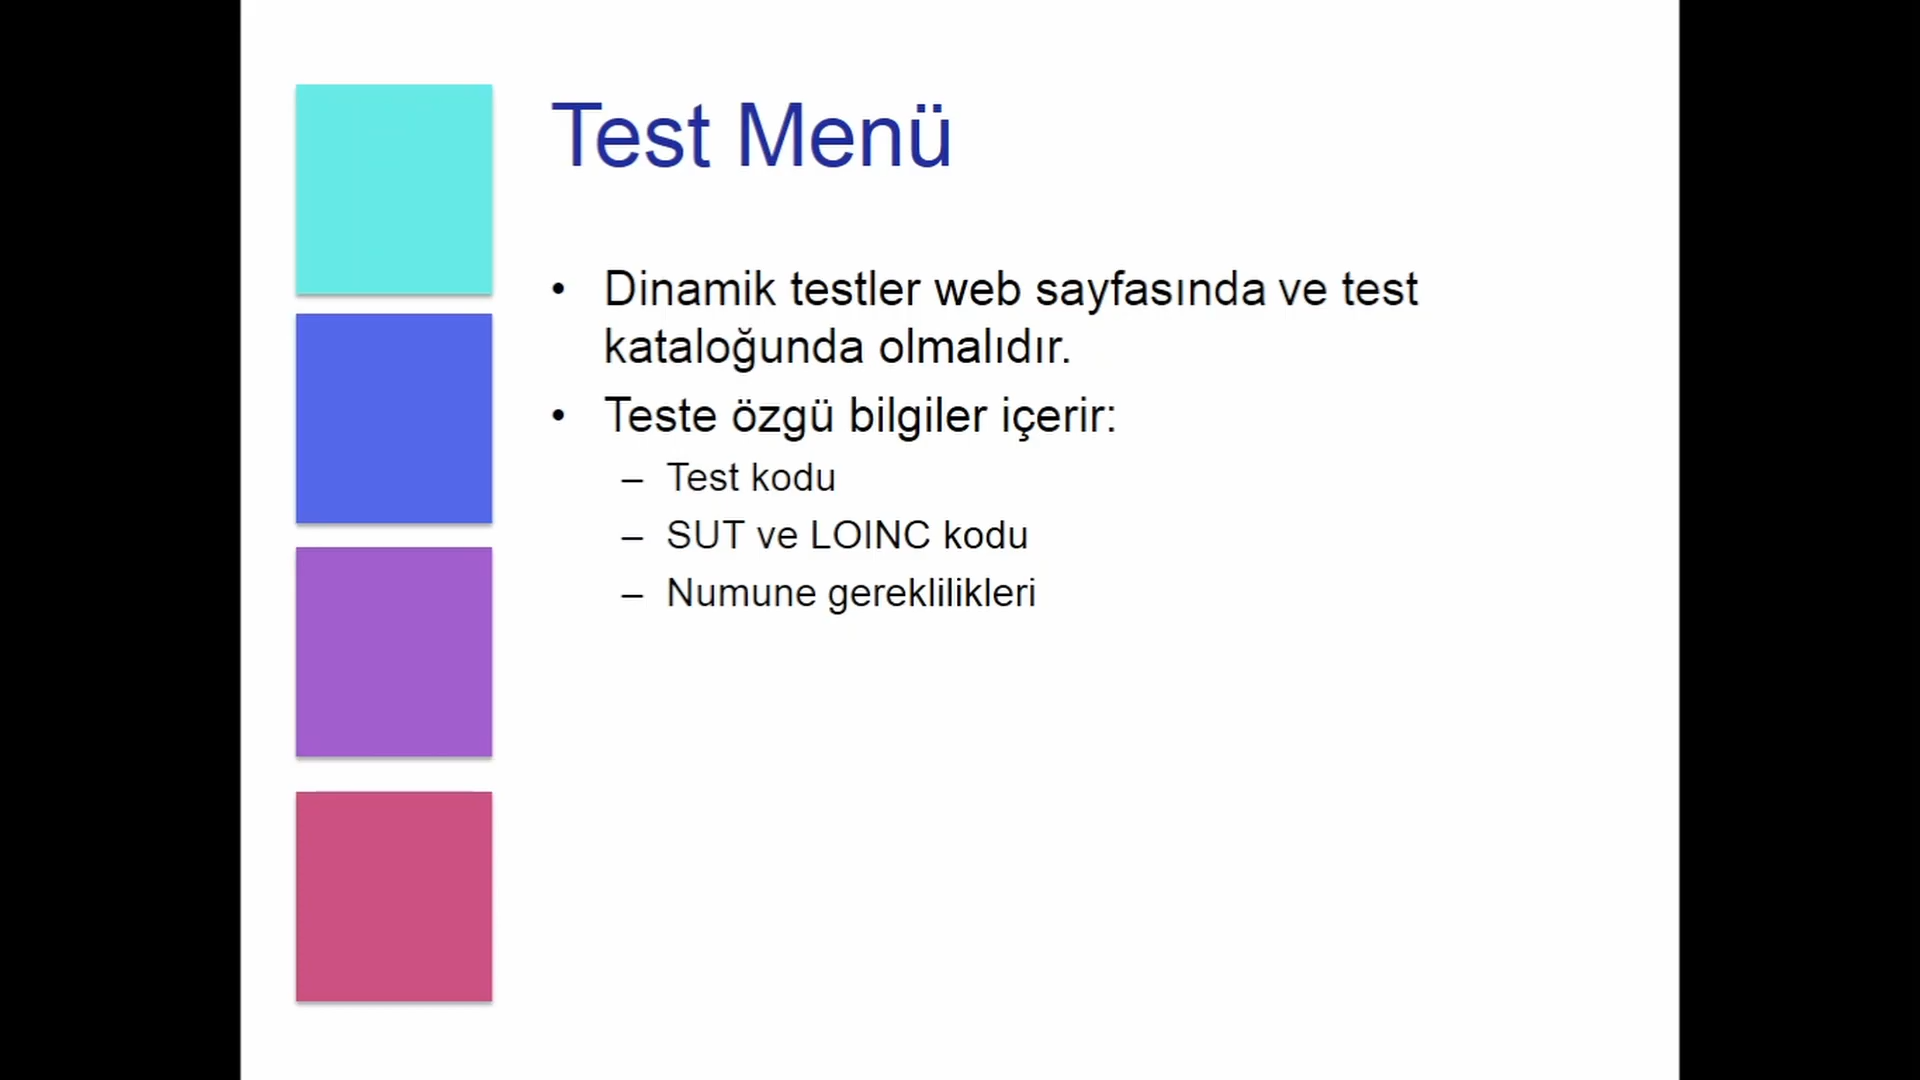 Test Menü
• Dinamik testler web sayfasında ve test
kataloğunda olmalıdır.
• Teste özgü bilgiler içerir:
– Test kodu
– SUT ve LOINC kodu
– Numune gereklilikleri